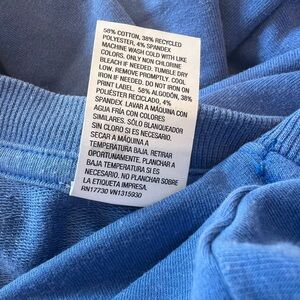 58% COTTON, 38% RECYCLED
POLYESTER, 4% SPANDEX
MACHINE WASH COLD WITH LIKE
COLORS. ONLY NON CHLORINE
BLEACH IF NEEDED. TUMBLE DRY
LOW. REMOVE PROMPTLY. COOL
IRON IF NEEDED. DO NOT IRON ON
PRINT LABEL. 58% ALGODÓN, 38%
POLIÉSTER RECICLADO, 4%
SPANDEX LAVAR A MÁQUINA CON
AGUA FRÍA CON COLORES
SIMILARES. SÓLO BLANQUEADOR
SIN CLORO SI ES NECESARIO.
SECAR A MÁQUINA A
TEMPERATURA BAJA. RETIRAR
OPORTUNAMENTE. PLANCHAR A
BAJA TEMPERATURA SI ES
NECESARIO. NO PLANCHAR SOBRE
LA ETIQUETA IMPRESA.
RN17730 VN1315930